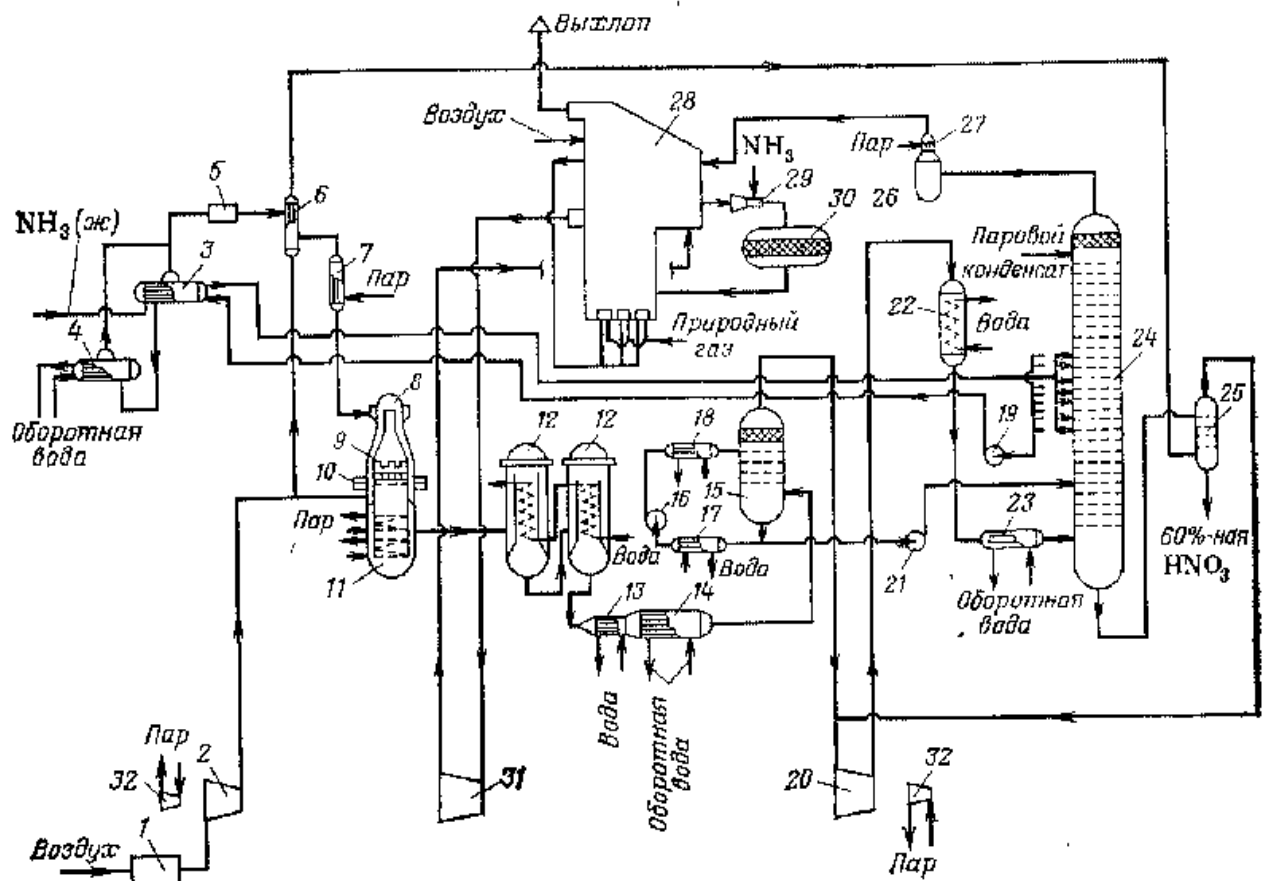 Выхлоп
Воздух
28
Пар
27
NH3
29
5
6
26
30
NH3(ж)
Паровой
конденсат
3
7
Пар
22
4
Вода
Природный
газ
24
8
Оборотная
вода
12
12
18
19
25
9
10
15
16
Пар
17
23
Вода
Вода
21
60%-ная
HNO3
11
13
14
Оборотная
вода
Вода
Оборотная
вода
Пар
2
32
31
20
32
1
Воздух
Пар